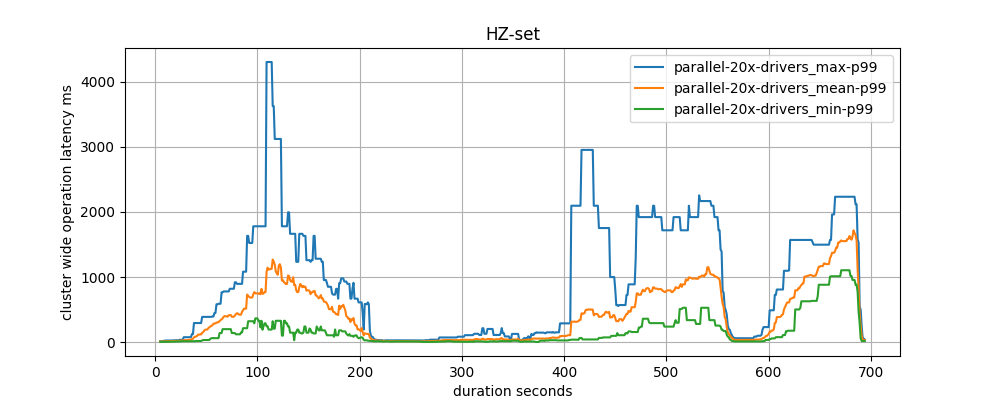 HZ-set
parallel-20x-drivers_max-p99
parallel-20x-drivers_mean-p99
parallel-20x-drivers_min-p99
cluster wide operation latency ms
4000
3000
2000
1000
0
0 100 200 300 400 500 600 700
duration seconds